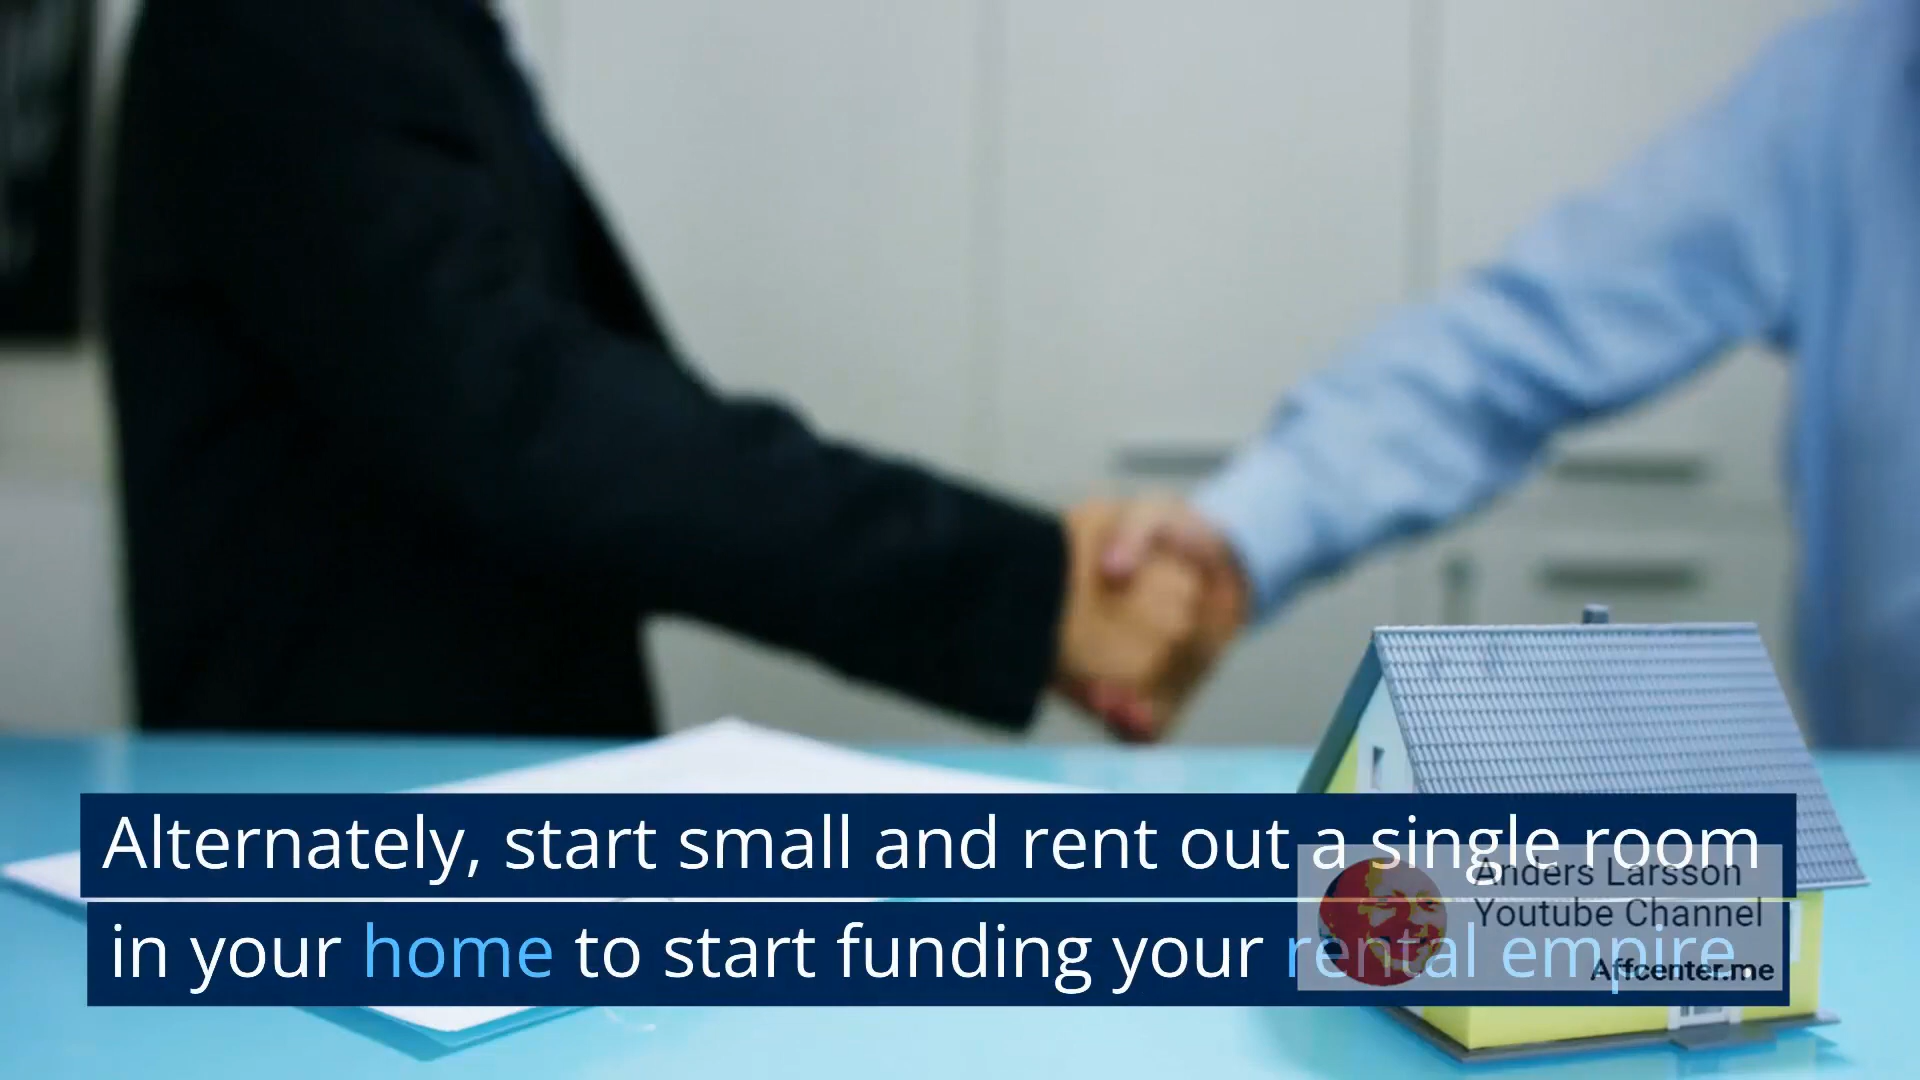 Alternately, start small and rent out a single room
in your home to start funding your rental empire.
Anders Larsson
Youtube Channel
Affcenter.me